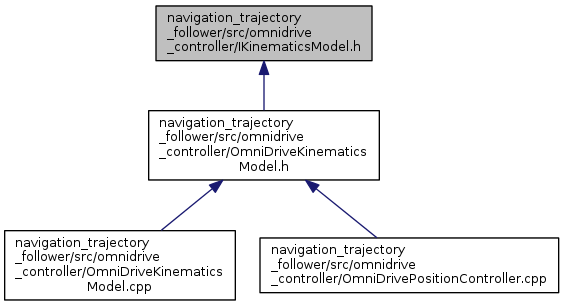 navigation_trajectory
_follower/src/omnidrive
_controller/IKinematicsModel.h
navigation_trajectory
_follower/src/omnidrive
_controller/OmniDriveKinematics
Model.h
navigation_trajectory
_follower/src/omnidrive
_controller/OmniDriveKinematics
Model.cpp
navigation_trajectory
_follower/src/omnidrive
_controller/OmniDrivePositionController.cpp